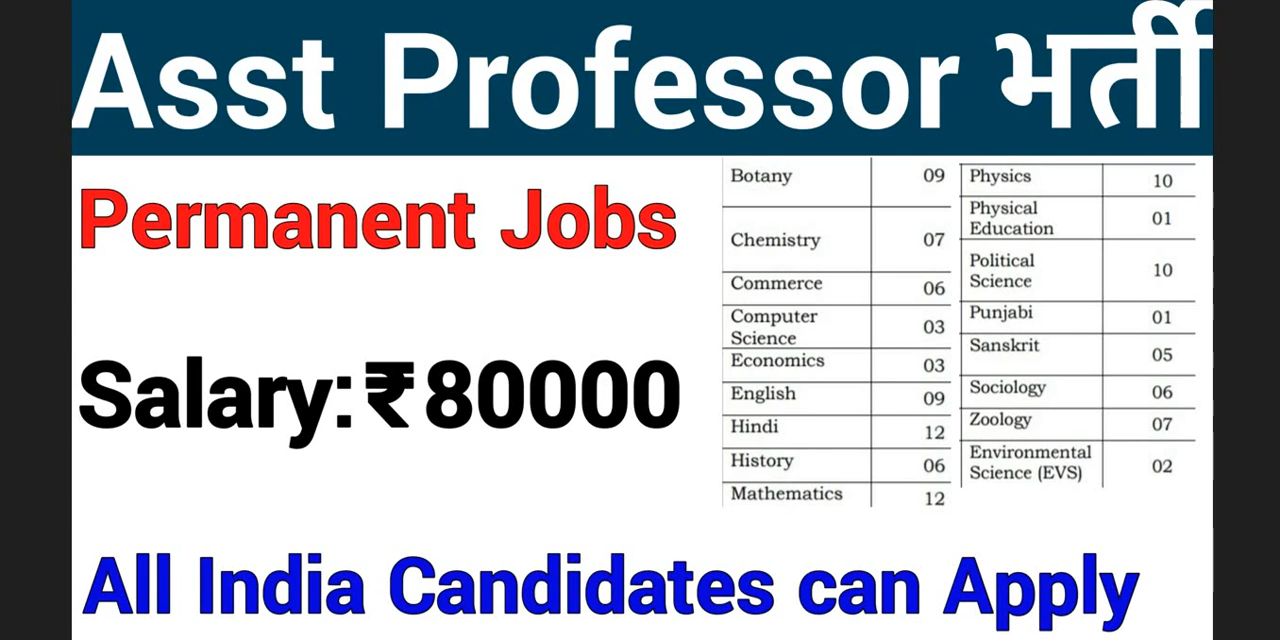 Asst Professor भर्ती
Permanent Jobs
Salary:₹80000
Botany 09
Chemistry 07
Commerce 06
Computer
Science 03
Economics 03
English 09
Hindi 12
History 06
Mathematics 12
Physics 10
Physical
Education 01
Political
Science 10
Punjabi 01
Sanskrit 05
Sociology 06
Zoology 07
Environmental
Science (EVS) 02
All India Candidates can Apply